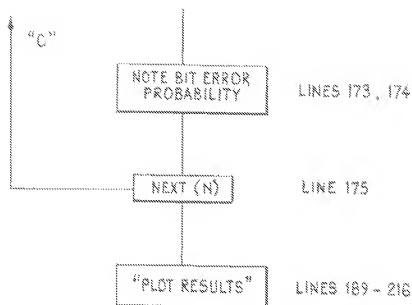 "C"
NOTE BIT ERROR
PROBABILITY
LINES 173, 174
NEXT (N)
LINE 175
"PLOT RESULTS"
LINES 189 - 216